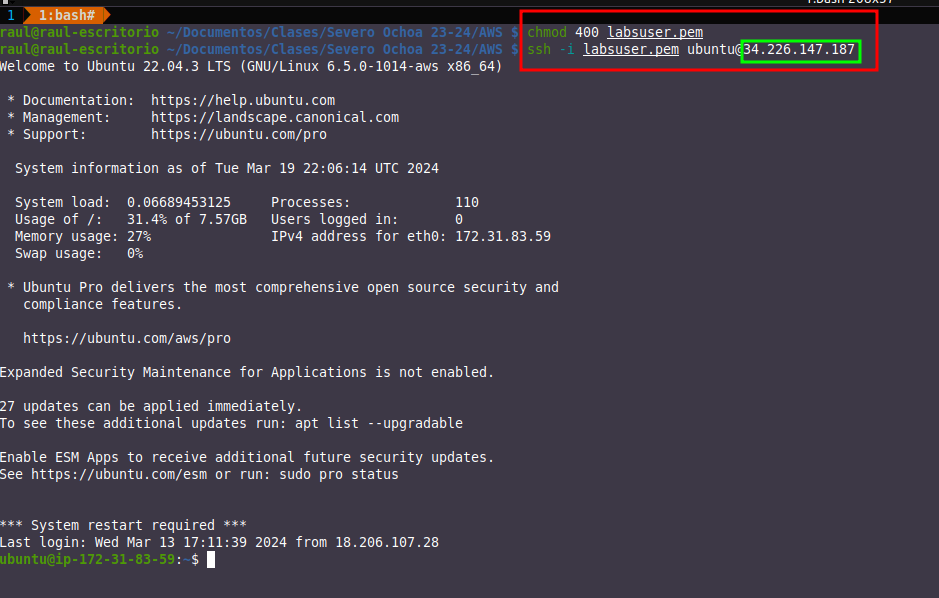 1 1:bash#
raul@raul-escritorio ~/Documentos/Clases/Severo Ochoa 23-24/AWS $ chmod 400 labsuser.pem
raul@raul-escritorio ~/Documentos/Clases/Severo Ochoa 23-24/AWS $ ssh -i labsuser.pem ubuntu@34.226.147.187
Welcome to Ubuntu 22.04.3 LTS (GNU/Linux 6.5.0-1014-aws x86_64)
* Documentation: https://help.ubuntu.com
* Management: https://landscape.canonical.com
* Support: https://ubuntu.com/pro
System information as of Tue Mar 19 22:06:14 UTC 2024
System load: 0.06689453125 Processes: 110
Usage of /: 31.4% of 7.57GB Users logged in: 0
Memory usage: 27% IPv4 address for eth0: 172.31.83.59
Swap usage: 0%
* Ubuntu Pro delivers the most comprehensive open source security and
compliance features.
https://ubuntu.com/aws/pro
Expanded Security Maintenance for Applications is not enabled.
27 updates can be applied immediately.
To see these additional updates run: apt list --upgradable
Enable ESM Apps to receive additional future security updates.
See https://ubuntu.com/esm or run: sudo pro status
*** System restart required ***
Last login: Wed Mar 13 17:11:39 2024 from 18.206.107.28
ubuntu@ip-172-31-83-59:~$